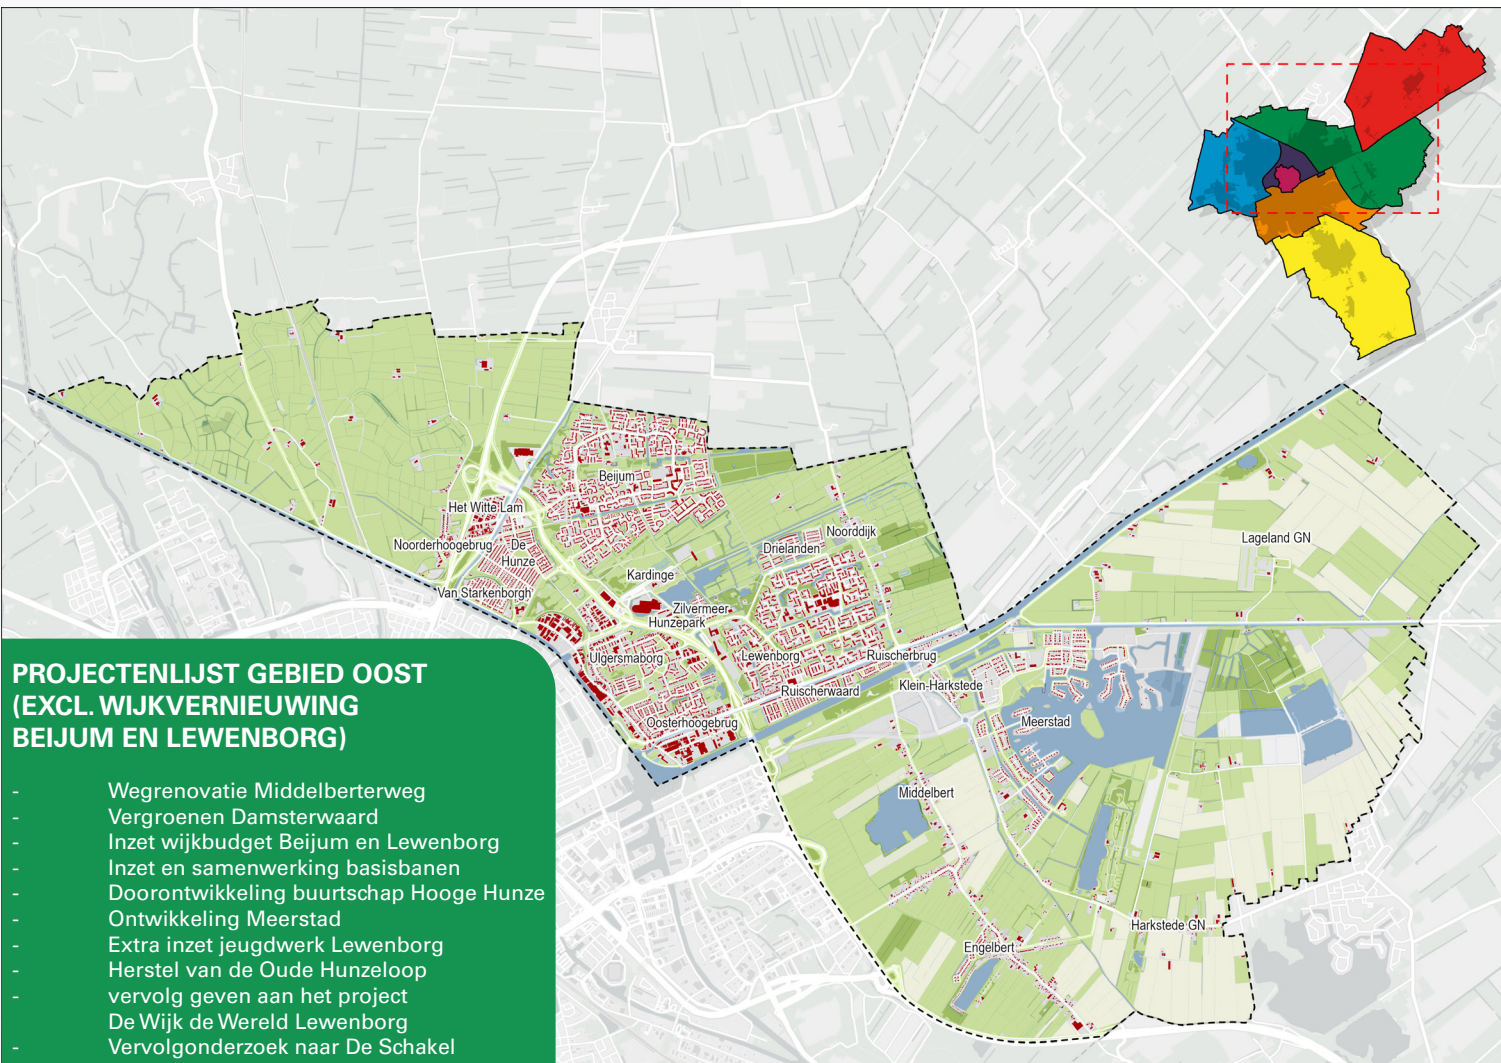 Beijum
Het Witte Lam
Noorderhoogebrug
De
Hunze
Van Starkenborgh
Noorddijk
Drielanden
Kardinge
Zilvermeer
Hunzepark
Ulgersmaborg
Lewenborg
Ruischerbrug
Ruischerwaard
Klein-Harkstede
Oosterhoogebrug
Meerstad
Lageland GN
Middelbert
Engelbert
Harkstede GN
PROJECTENLIJST GEBIED OOST
(EXCL. WIJKVERNIEUWING
BEIJUM EN LEWENBORG)
- Wegrenovatie Middelberterweg
- Vergroenen Damsterwaard
- Inzet wijkbudget Beijum en Lewenborg
- Inzet en samenwerking basisbanen
- Doorontwikkeling buurtschap Hooge Hunze
- Ontwikkeling Meerstad
- Extra inzet jeugdwerk Lewenborg
- Herstel van de Oude Hunzeloop
- vervolg geven aan het project
De Wijk de Wereld Lewenborg
- Vervolgonderzoek naar De Schakel